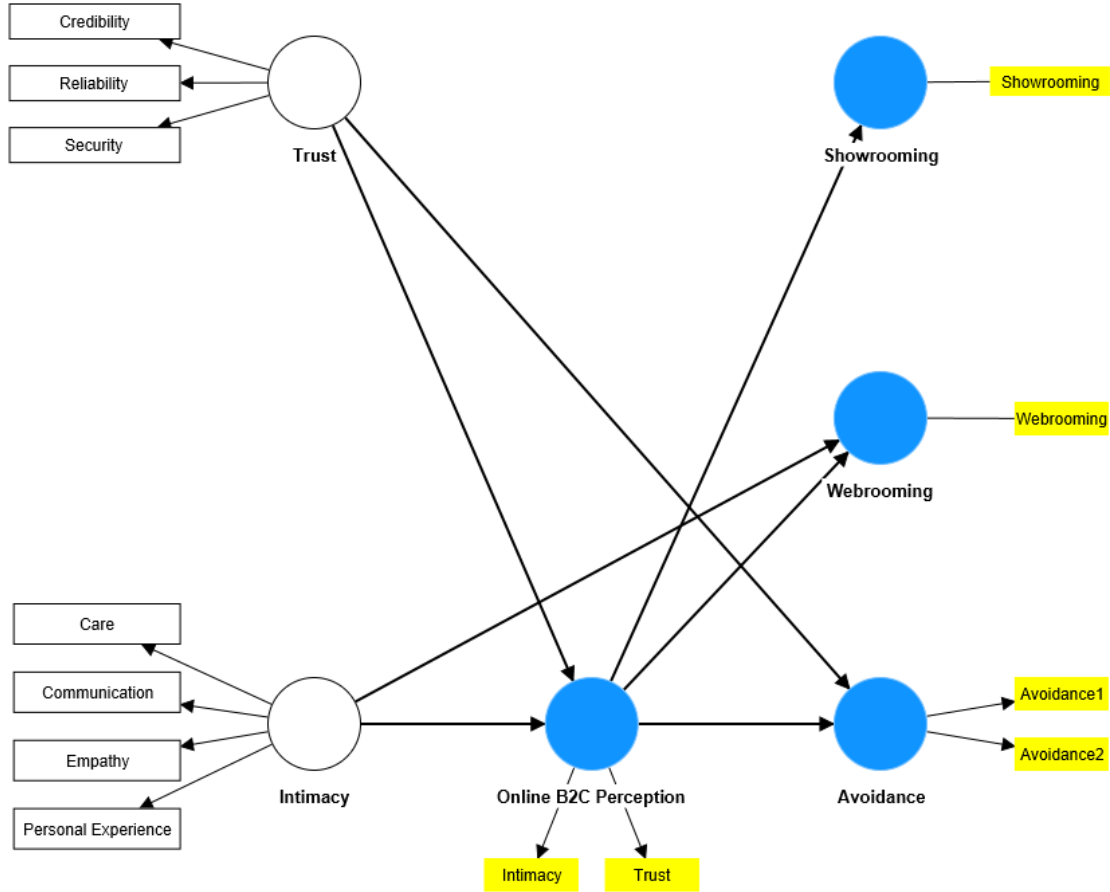 Credibility
Reliability
Security
Trust
Showrooming
Showrooming
Webrooming
Webrooming
Care
Communication
Empathy
Personal Experience
Intimacy
Online B2C Perception
Intimacy
Trust
Avoidance
Avoidance1
Avoidance2